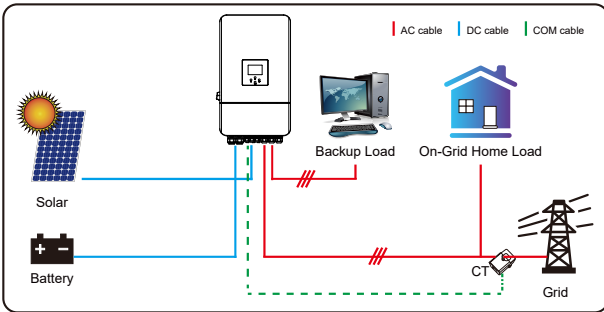 AC cable
DC cable
COM cable
Backup Load
On-Grid Home Load
Solar
Battery
CT
Grid